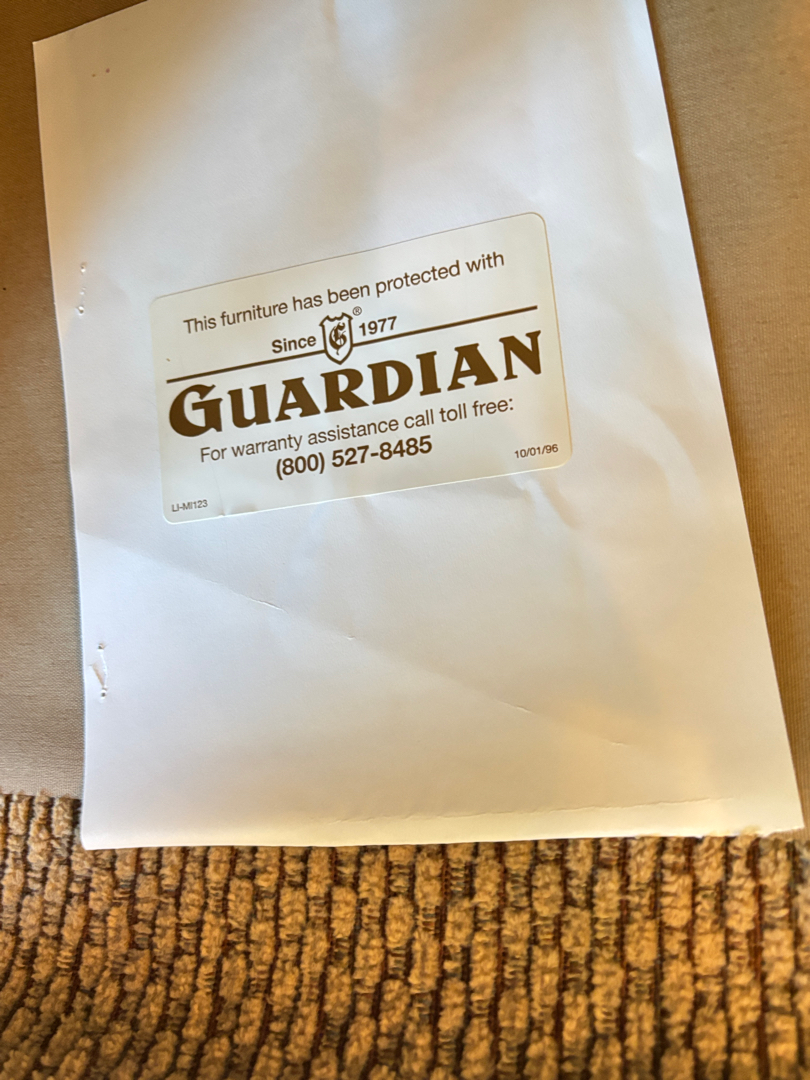 This furniture has been protected with
Since G® 1977
GUARDIAN
For warranty assistance call toll free:
(800) 527-8485
10/01/96
LI-MI123